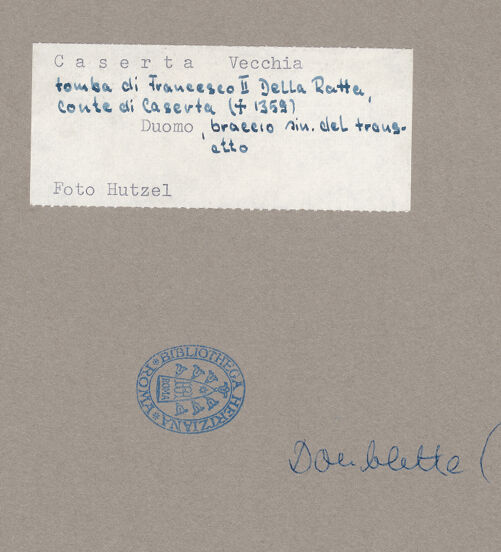 Caserta Vecchia
tomba di Francesco II Della Ratta,
conte di Caserta († 1359)
Duomo, braccio sin. del trans-
etto
Foto Hutzel
*BIBLIOTHECA HERTZIANA*ROMA
ROMA
Doublette (